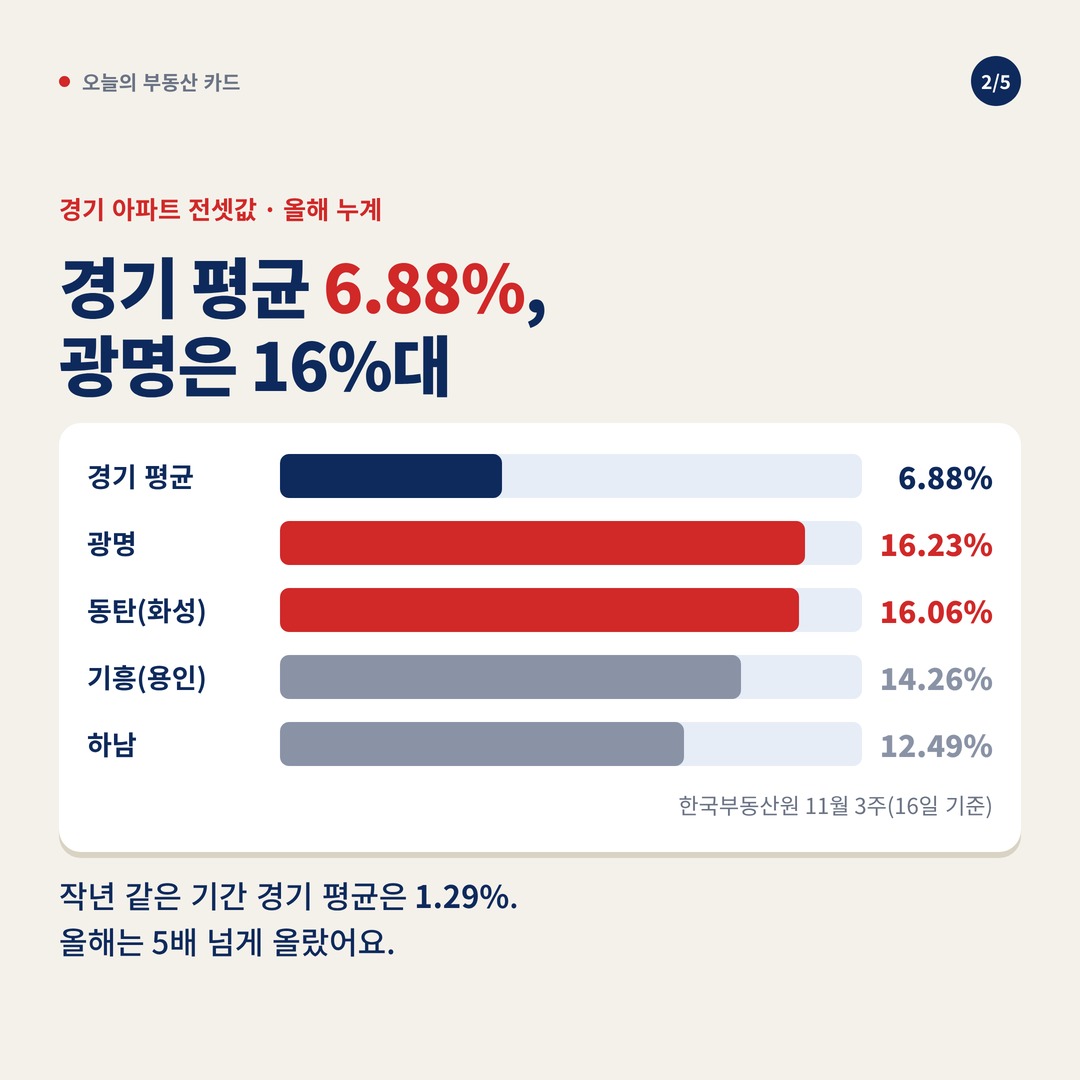 오늘의 부동산 카드
2/5
경기 아파트 전셋값 · 올해 누계
경기 평균 6.88%,
광명은 16%대
경기 평균 6.88%
광명 16.23%
동탄(화성) 16.06%
기흥(용인) 14.26%
하남 12.49%
한국부동산원 11월 3주(16일 기준)
작년 같은 기간 경기 평균은 1.29%.
올해는 5배 넘게 올랐어요.